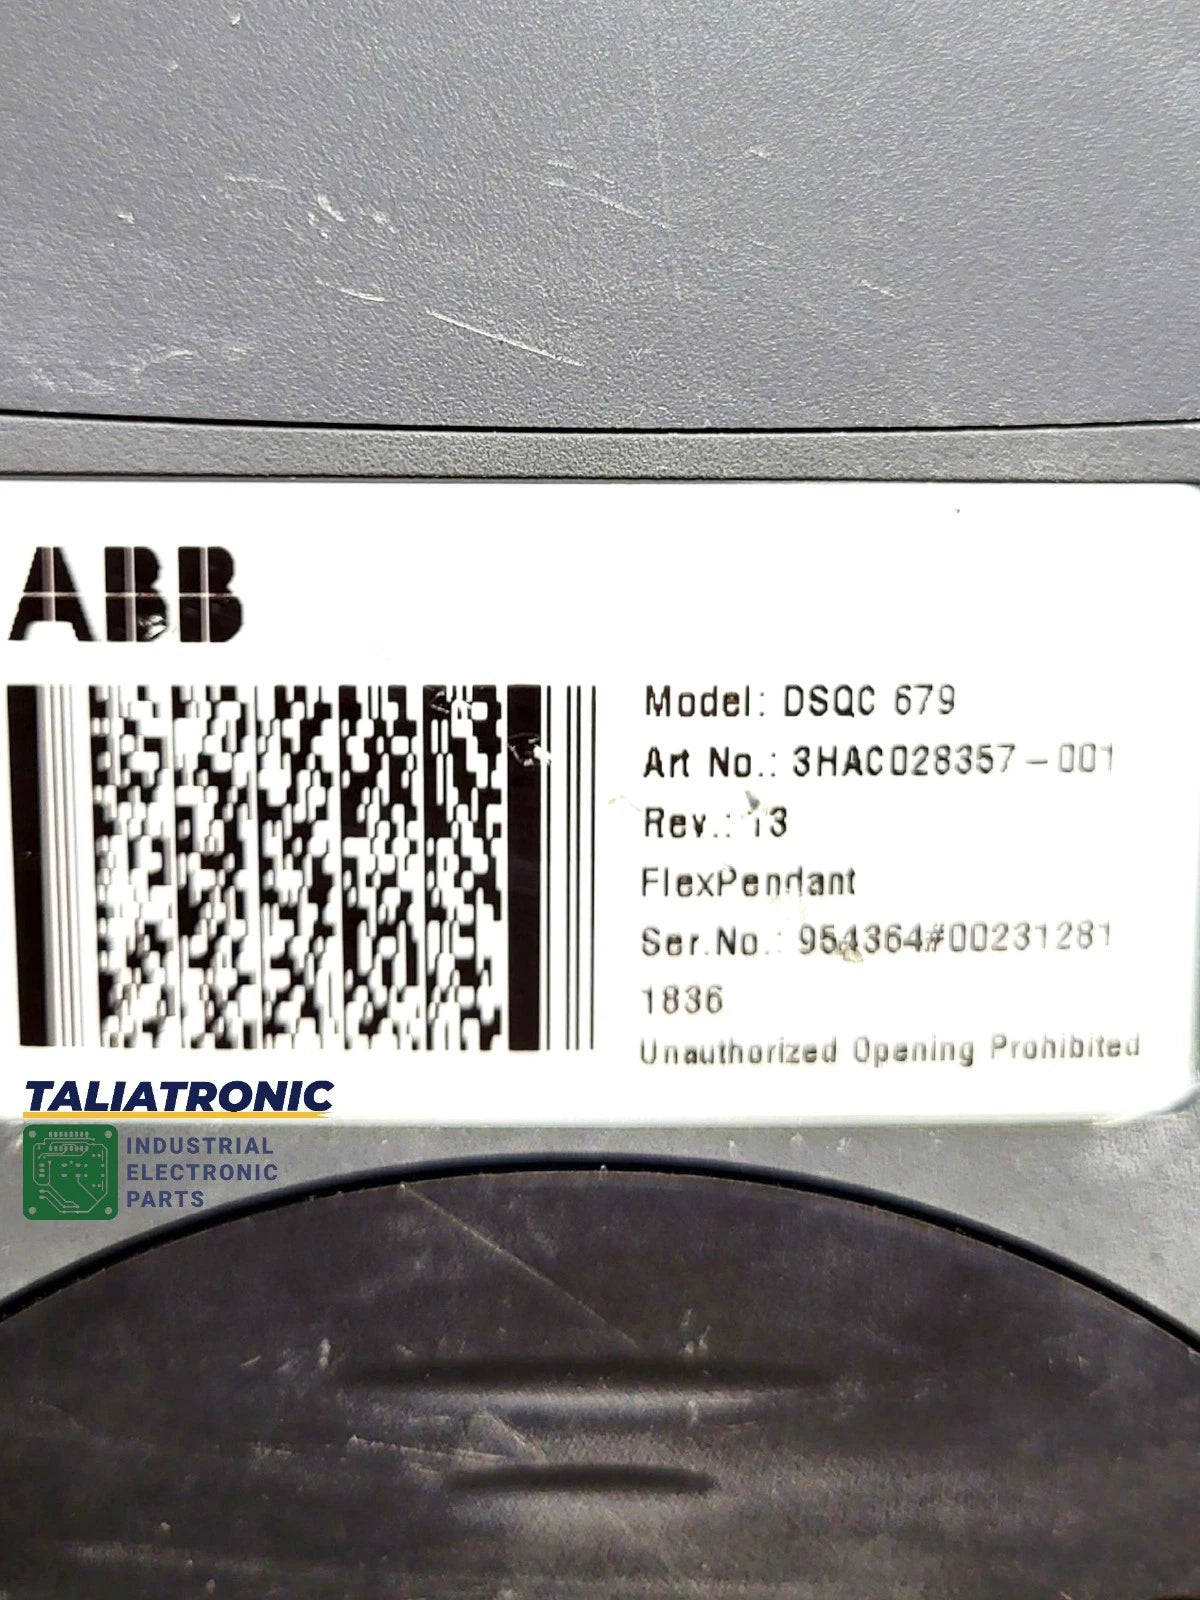 ABB
Model: DSQC 679
Art No.: 3HAC028357-001
Rev.: 13
FlexPendant
Ser.No.: 954364#00231281
1836
Unauthorized Opening Prohibited
TALIATRONIC
INDUSTRIAL
ELECTRONIC
PARTS